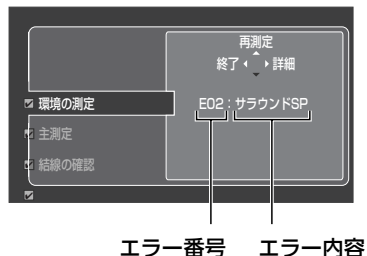 再測定
終了 詳細
環境の測定
E02 : サラウンドSP
主測定
結線の確認
エラー番号 エラー内容